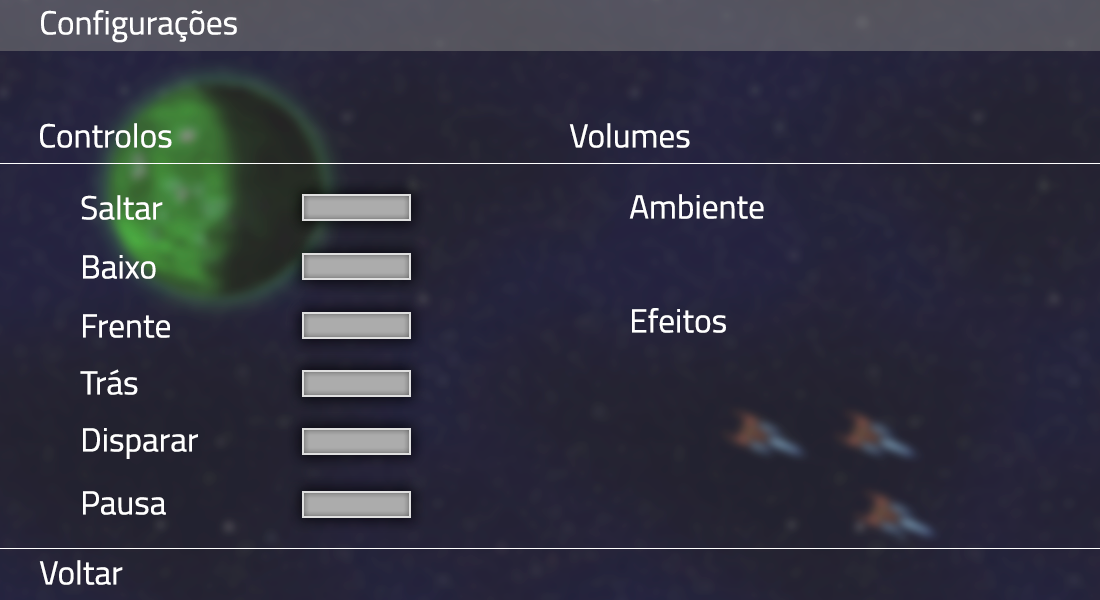 Configurações
Controlos
Saltar
Baixo
Frente
Trás
Disparar
Pausa
Volumes
Ambiente
Efeitos
Voltar